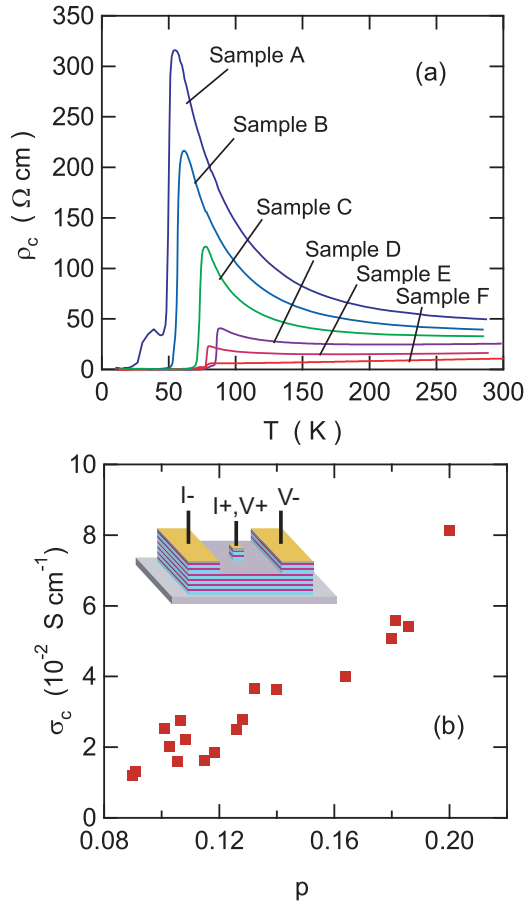 350
300
250
200
150
100
50
0
ρc ( Ω cm)
Sample A
(a)
Sample B
Sample C
Sample D
Sample E
Sample F
0 50 100 150 200 250 300
T ( K )
10
8
6
4
2
0
σc (10-2 S cm-1)
I- I+,V+ V-
(b)
0.08 0.12 0.16 0.20
p